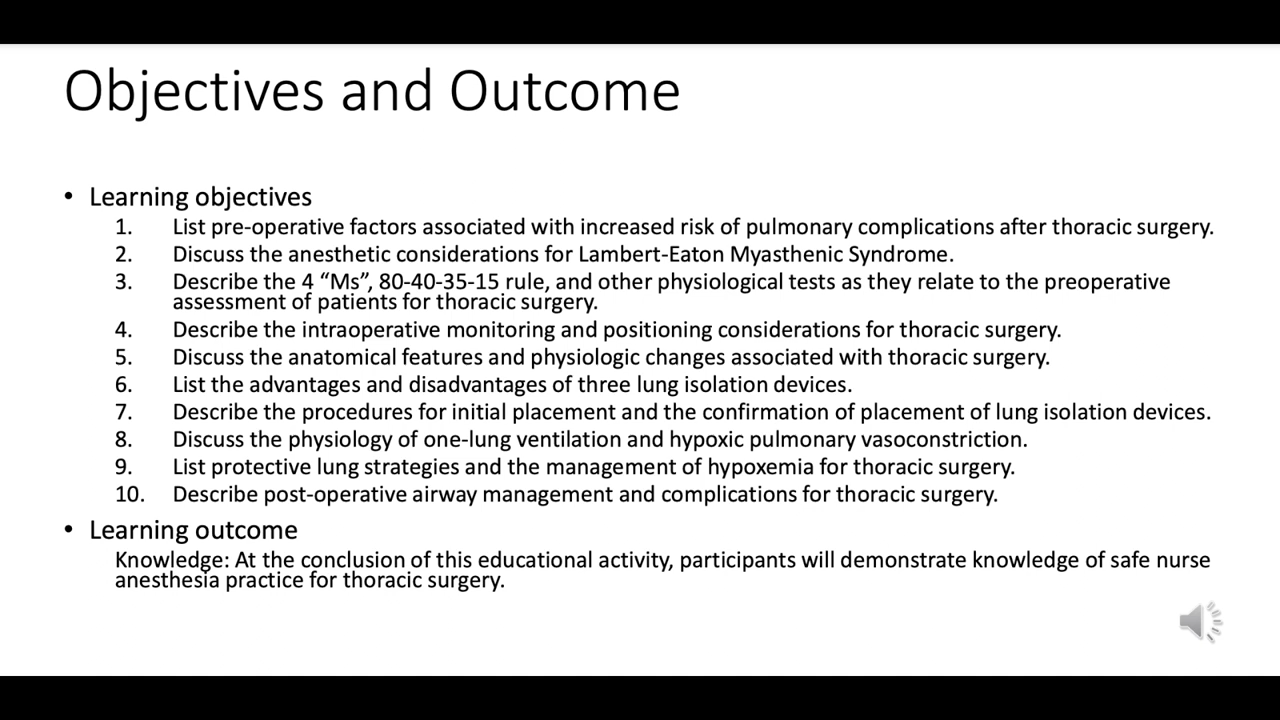 Objectives and Outcome
• Learning objectives
1. List pre-operative factors associated with increased risk of pulmonary complications after thoracic surgery.
2. Discuss the anesthetic considerations for Lambert-Eaton Myasthenic Syndrome.
3. Describe the 4 “Ms”, 80-40-35-15 rule, and other physiological tests as they relate to the preoperative
assessment of patients for thoracic surgery.
4. Describe the intraoperative monitoring and positioning considerations for thoracic surgery.
5. Discuss the anatomical features and physiologic changes associated with thoracic surgery.
6. List the advantages and disadvantages of three lung isolation devices.
7. Describe the procedures for initial placement and the confirmation of placement of lung isolation devices.
8. Discuss the physiology of one-lung ventilation and hypoxic pulmonary vasoconstriction.
9. List protective lung strategies and the management of hypoxemia for thoracic surgery.
10. Describe post-operative airway management and complications for thoracic surgery.
• Learning outcome
Knowledge: At the conclusion of this educational activity, participants will demonstrate knowledge of safe nurse
anesthesia practice for thoracic surgery.